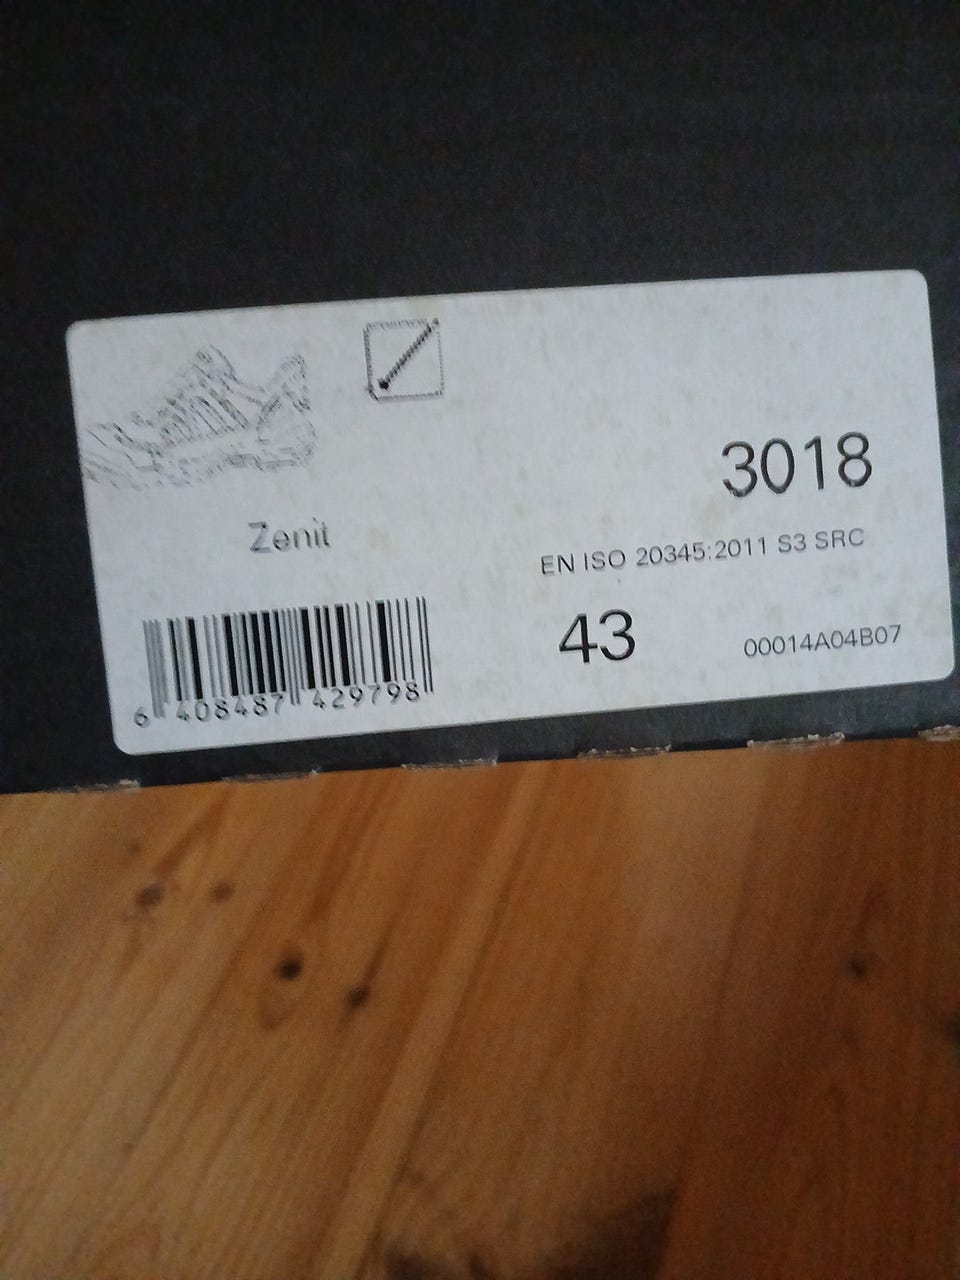 3018
Zenit
EN ISO 20345:2011 S3 SRC
43
00014A04B07
6 408487 429798